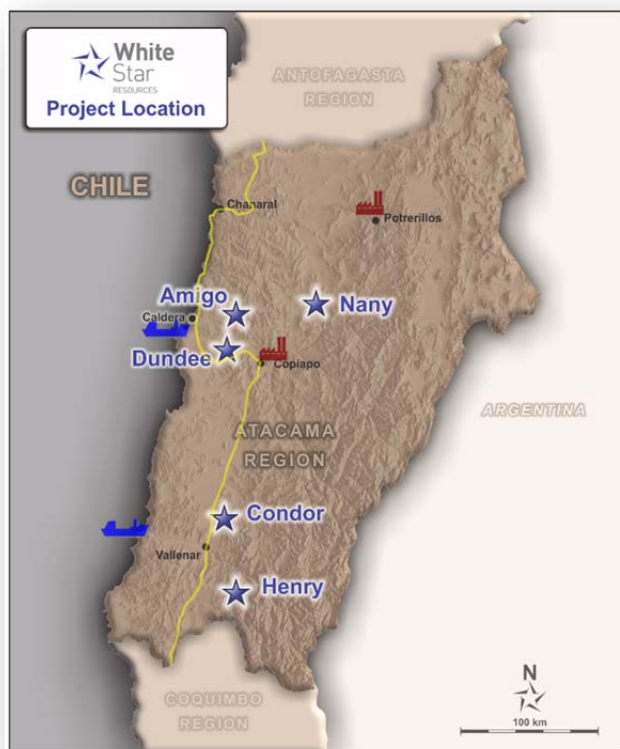 White
Star
RESOURCES
Project Location
ANTOFAGASTA
REGION
CHILE
Chanaral
Potrerillos
Amigo
Nany
Caldera
Dundee
Copiapo
ARGENTINA
ATACAMA
REGION
Condor
Vallenar
Henry
COQUIMBO
REGION
N
100 km